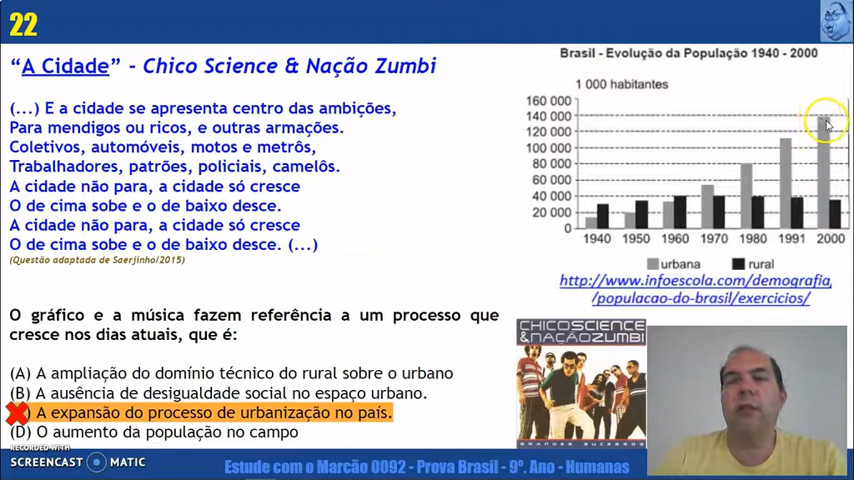 22
“A Cidade” – Chico Science & Nação Zumbi
(...) E a cidade se apresenta centro das ambições,
Para mendigos ou ricos, e outras armações.
Coletivos, automóveis, motos e metrôs,
Trabalhadores, patrões, policiais, camelôs.
A cidade não para, a cidade só cresce
O de cima sobe e o de baixo desce.
A cidade não para, a cidade só cresce
O de cima sobe e o de baixo desce. (...)
(Questão adaptada de Saerjinho/2015)
Brasil - Evolução da População 1940 - 2000
1 000 habitantes
160 000
140 000
120 000
100 000
80 000
60 000
40 000
20 000
0
1940 1950 1960 1970 1980 1991 2000
urbana rural
http://www.infoescola.com/demografia
/populacao-do-brasil/exercicios/
O gráfico e a música fazem referência a um processo que
cresce nos dias atuais, que é:
(A) A ampliação do domínio técnico do rural sobre o urbano
(B) A ausência de desigualdade social no espaço urbano.
) A expansão do processo de urbanização no país.
(D) O aumento da população no campo
CHICOSCIENCE
&NAÇÃOZUMBI
GRANDES SUCESSOS
RECORDED WITH
SCREENCAST MATIC
Estude com o Marcão 0092 - Prova Brasil - 9º. Ano - Humanas